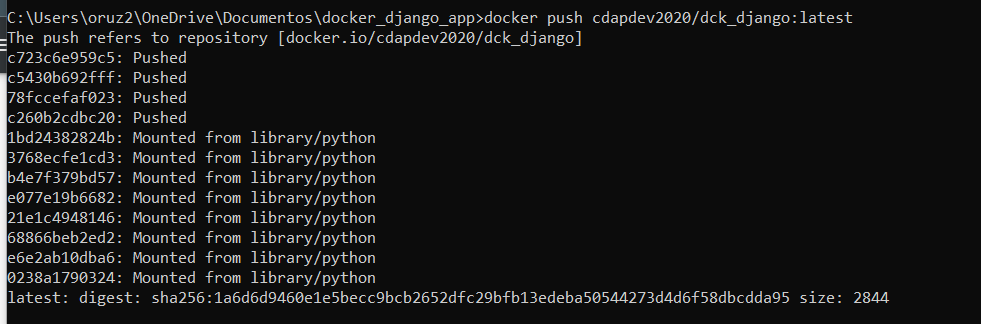 C:\Users\oruz2\OneDrive\Documentos\docker_django_app>docker push cdapdev2020/dck_django:latest
The push refers to repository [docker.io/cdapdev2020/dck_django]
c723c6e959c5: Pushed
c5430b692fff: Pushed
78fccefaf023: Pushed
c260b2cdbc20: Pushed
1bd24382824b: Mounted from library/python
3768ecfe1cd3: Mounted from library/python
b4e7f379bd57: Mounted from library/python
e077e19b6682: Mounted from library/python
21e1c4948146: Mounted from library/python
68866beb2ed2: Mounted from library/python
e6e2ab10dba6: Mounted from library/python
0238a1790324: Mounted from library/python
latest: digest: sha256:1a6d6d9460e1e5becc9bcb2652dfc29bfb13edeba50544273d4d6f58dbcdda95 size: 2844